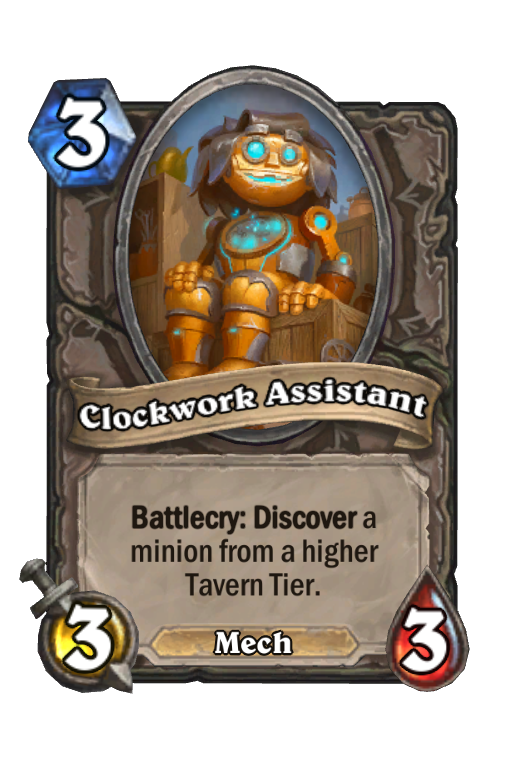 3
Clockwork Assistant
Battlecry: Discover a
minion from a higher
Tavern Tier.
3
Mech
3